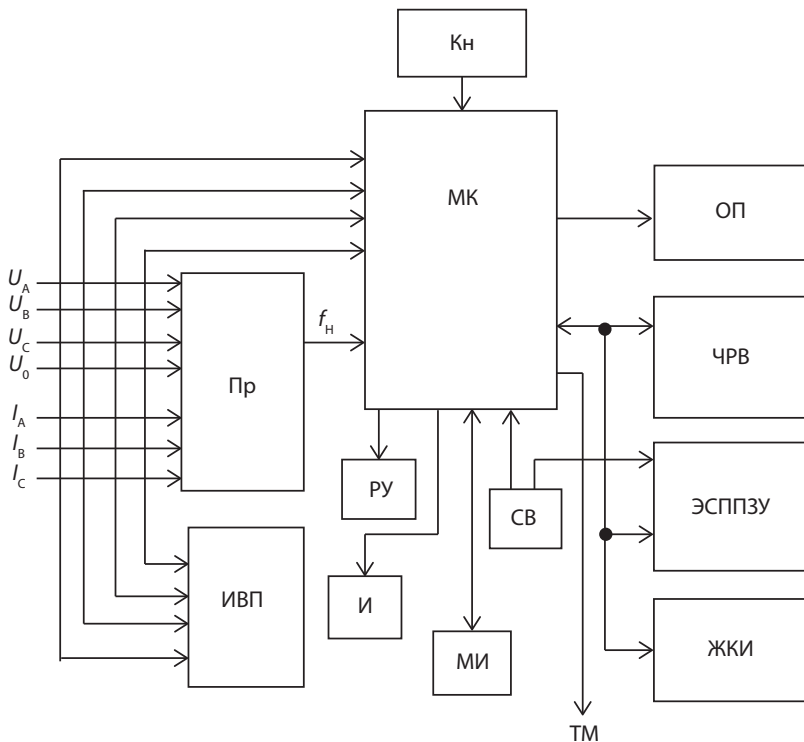 Кн
МК
ОП
U_A
U_B
U_C
U_0
f_H
ЧРВ
Пр
I_A
I_B
I_C
РУ
СВ
ЭСППЗУ
ИВП
И
МИ
ЖКИ
ТМ